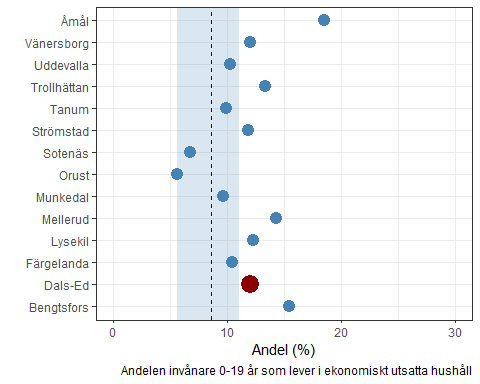 Åmål
Vänersborg
Uddevalla
Trollhättan
Tanum
Strömstad
Sotenäs
Orust
Munkedal
Mellerud
Lysekil
Färgelanda
Dals-Ed
Bengtsfors
0 10 20 30
Andel (%)
Andelen invånare 0-19 år som lever i ekonomiskt utsatta hushåll